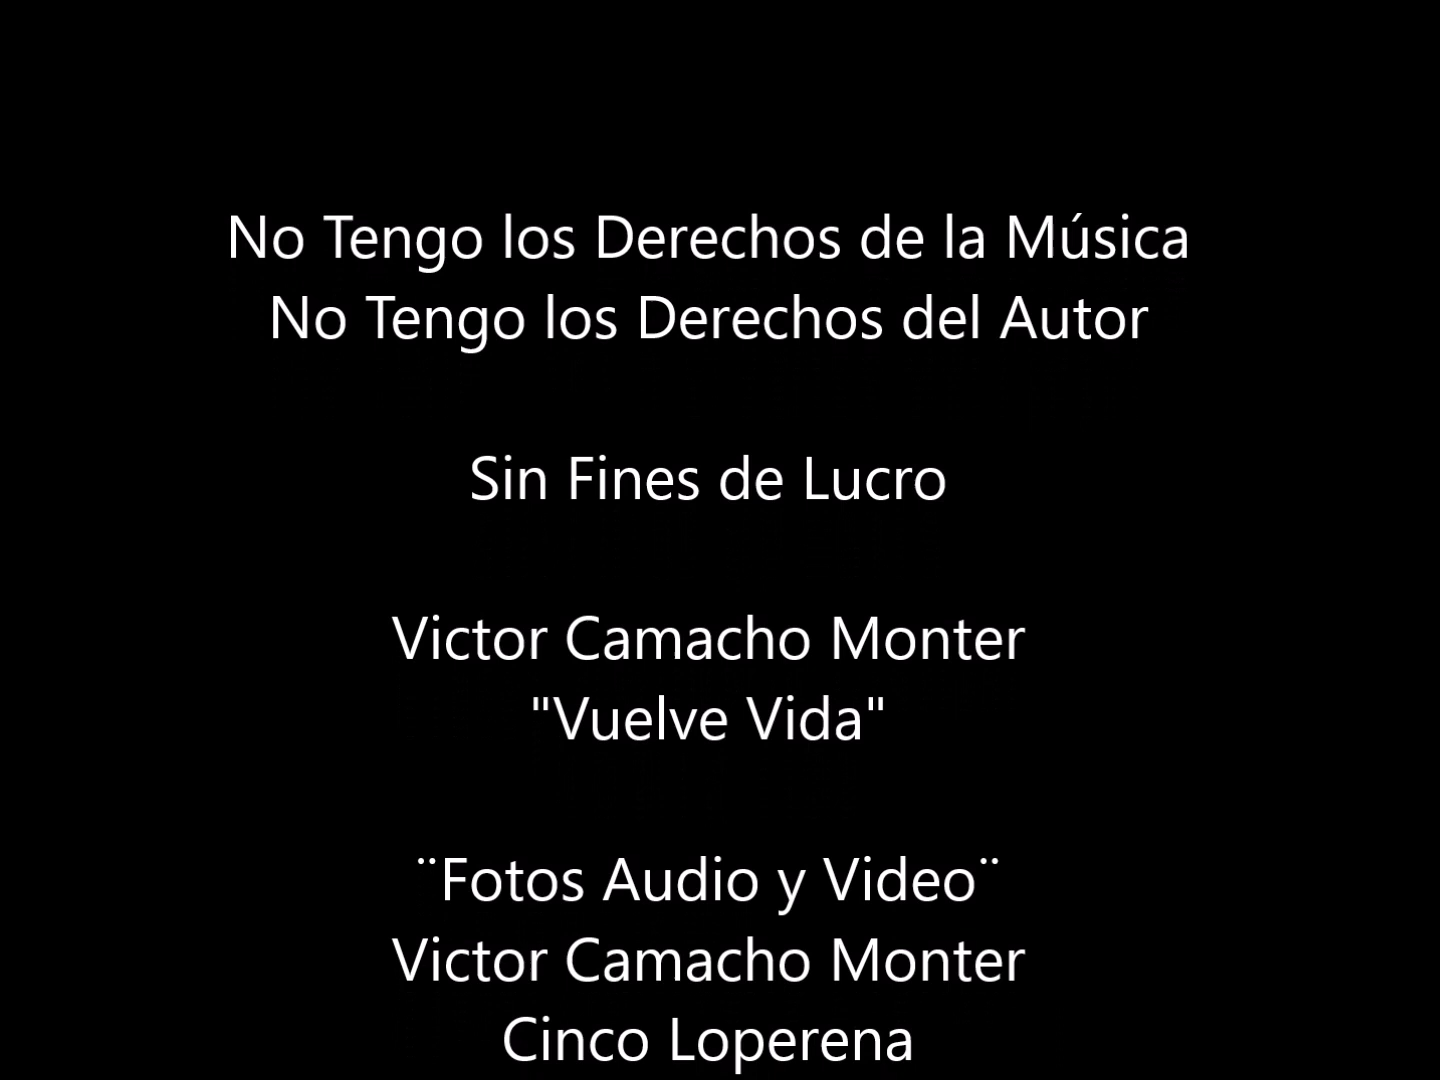 No Tengo los Derechos de la Música
No Tengo los Derechos del Autor
Sin Fines de Lucro
Victor Camacho Monter
"Vuelve Vida"
¨Fotos Audio y Video¨
Victor Camacho Monter
Cinco Loperena